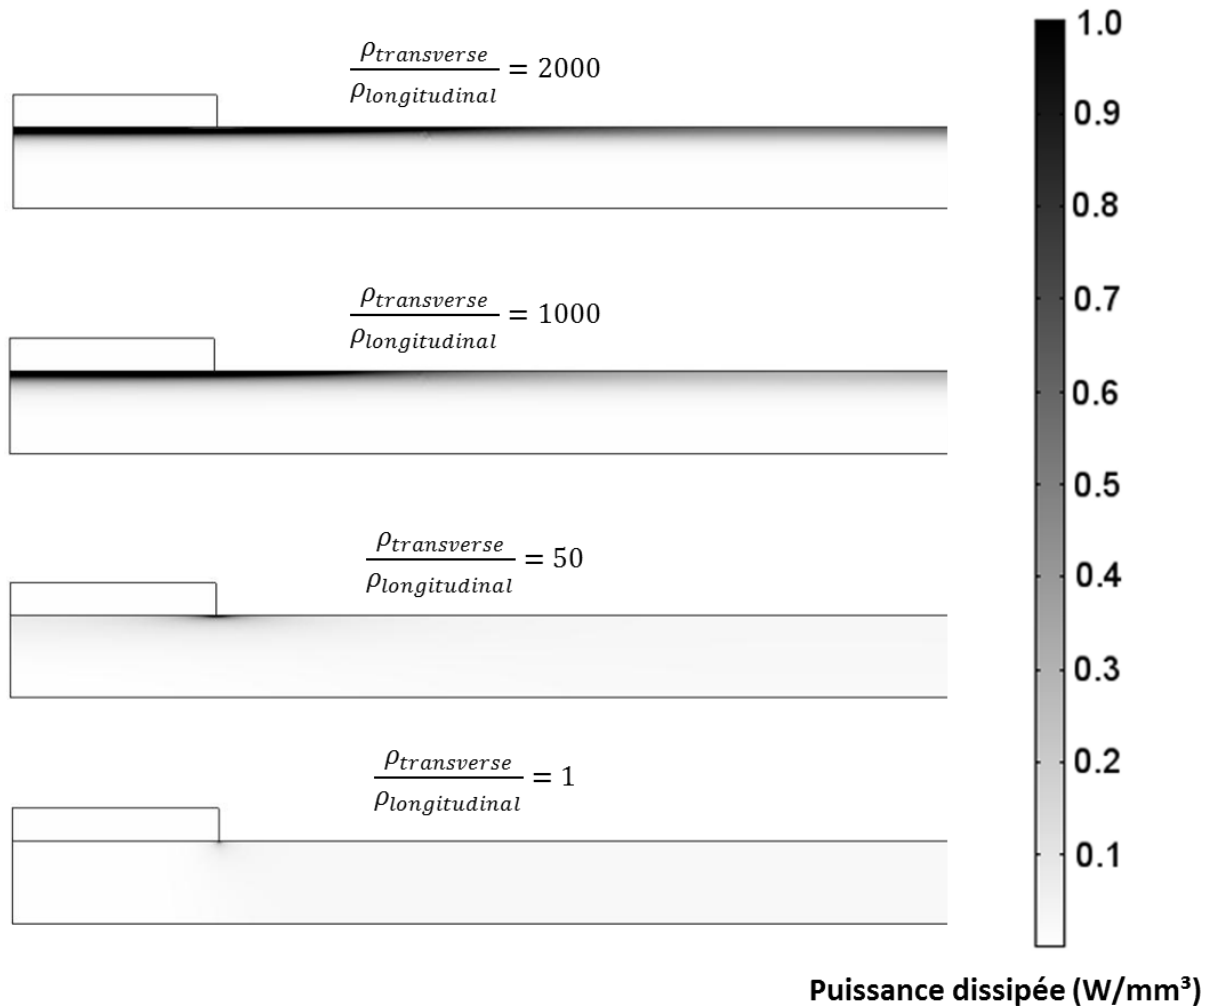 ρtransverse
ρlongitudinal = 2000
ρtransverse
ρlongitudinal = 1000
ρtransverse
ρlongitudinal = 50
ρtransverse
ρlongitudinal = 1
1.0
0.9
0.8
0.7
0.6
0.5
0.4
0.3
0.2
0.1
Puissance dissipée (W/mm³)